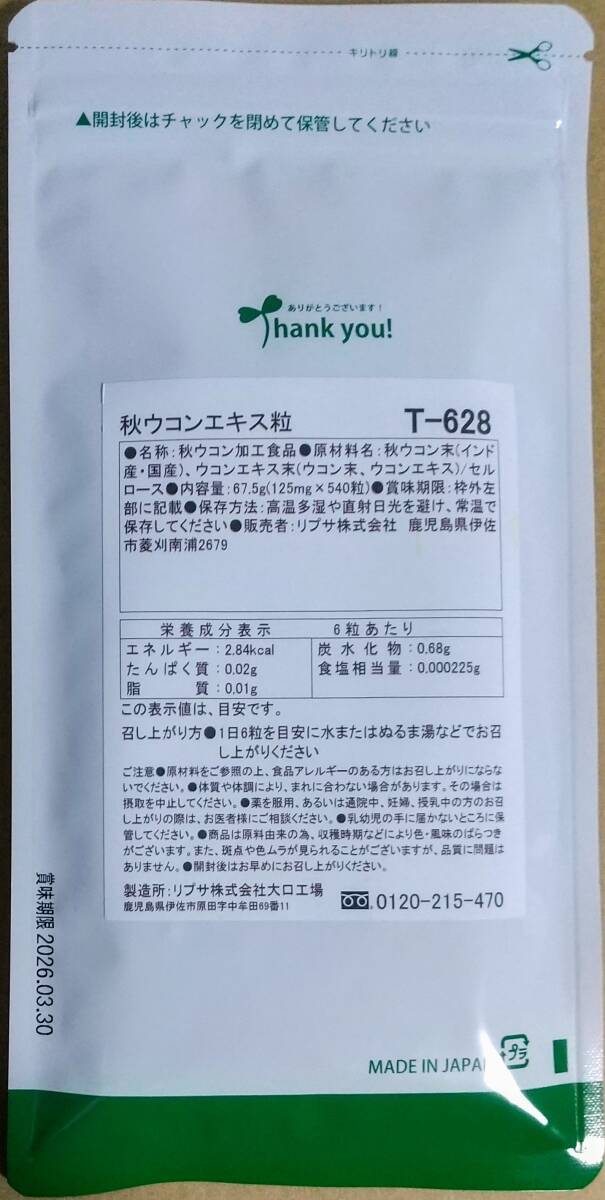 キリトリ線
▲開封後はチャックを閉めて保管してください
ありがとうございます！
Thank you!
秋ウコンエキス粒 T-628
●名称:秋ウコン加工食品●原材料名:秋ウコン末(インド
産・国産)、ウコンエキス末(ウコン末、ウコンエキス)/セル
ロース●内容量:67.5g(125mg×540粒)●賞味期限:枠外左
部に記載●保存方法:高温多湿や直射日光を避け、常温で
保存してください●販売者:リプサ株式会社 鹿児島県伊佐
市菱刈南浦2679
栄養成分表示 6粒あたり
エネルギー:2.84kcal 炭水化物:0.68g
たんぱく質:0.02g 食塩相当量:0.000225g
脂質:0.01g
この表示値は、目安です。
召し上がり方●1日6粒を目安に水またはぬるま湯などでお召
し上がりください
ご注意●原材料をご参照の上、食品アレルギーのある方はお召し上がりにならな
いでください。●体質や体調により、まれに合わない場合があります。その場合は
摂取を中止してください。●薬を服用、あるいは通院中、妊婦、授乳中の方のお召
し上がりの際は、お医者様にご相談ください。●乳幼児の手に届かないところに保
管してください。●商品は原料由来の為、収穫時期などにより色・風味のばらつき
がございます。また、斑点や色ムラが見られることがございますが、品質に問題は
ありません。●開封後はお早めにお召し上がりください。
製造所:リプサ株式会社大口工場
鹿児島県伊佐市原田字中牟田69番11
0120-215-470
賞味期限 2026.03.30
MADE IN JAPA
プラ